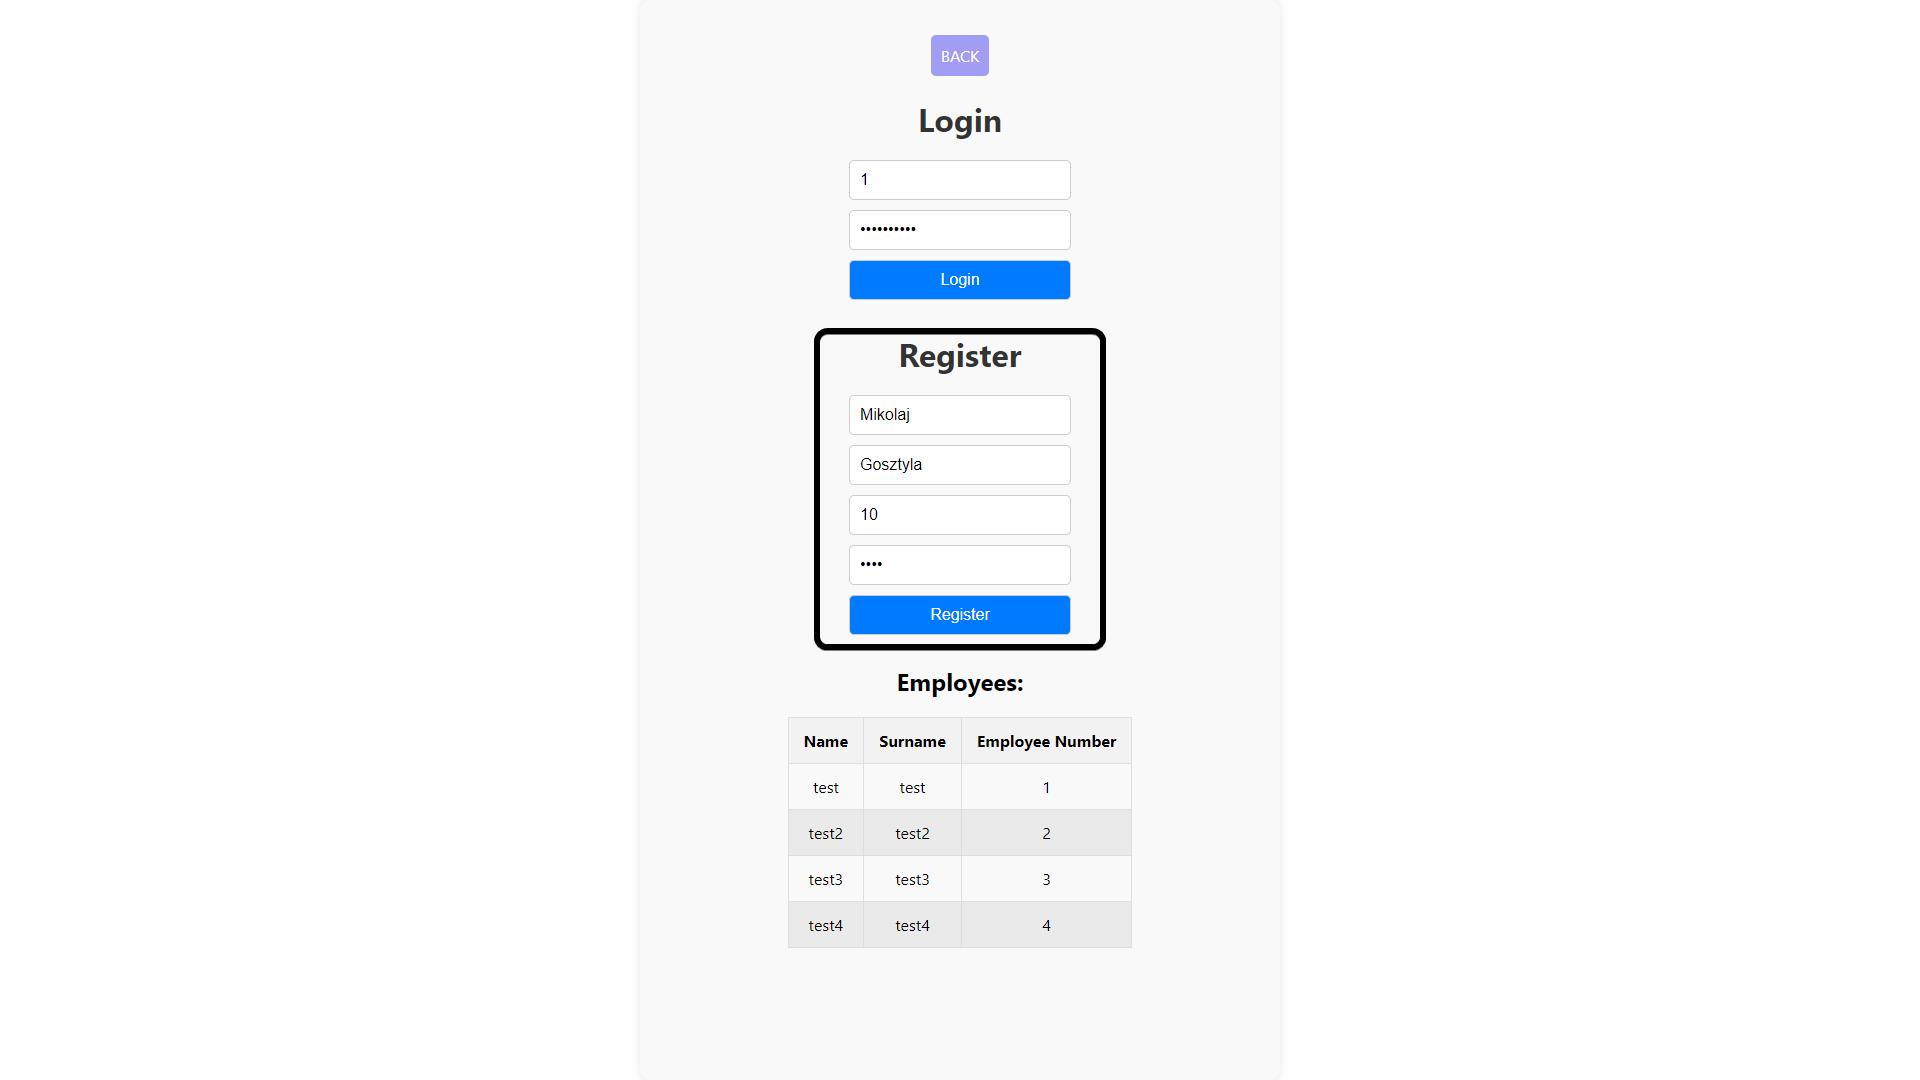 BACK
Login
1
••••••••••
Login
Register
Mikolaj
Gosztyla
10
••••
Register
Employees:
Name Surname Employee Number
test test 1
test2 test2 2
test3 test3 3
test4 test4 4